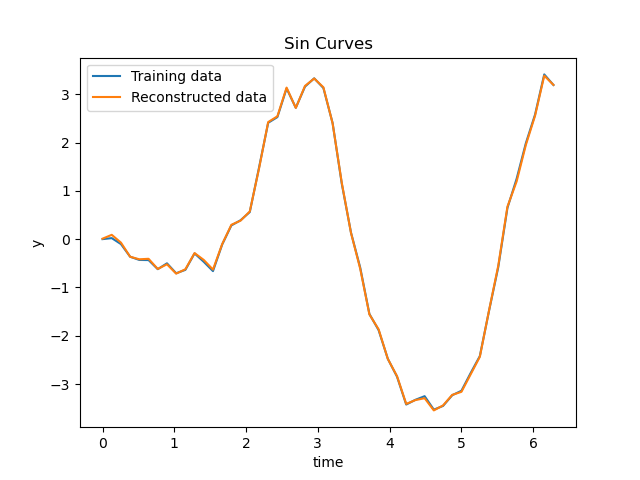 Sin Curves
Training data
Reconstructed data
3
2
1
0
−1
−2
−3
y
0 1 2 3 4 5 6
time